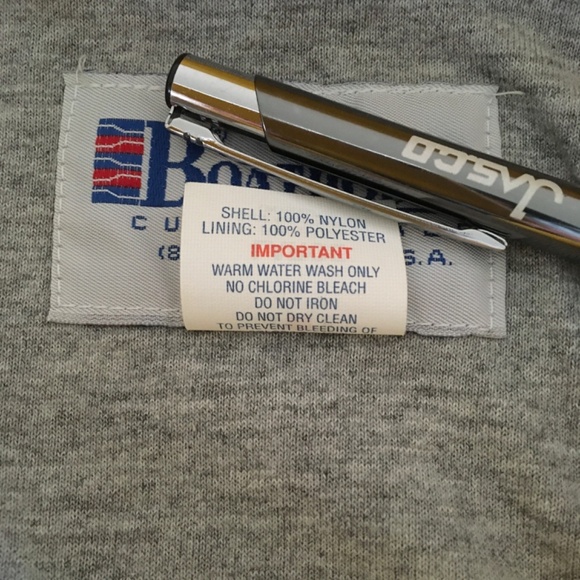 JASCO
SHELL: 100% NYLON
LINING: 100% POLYESTER
IMPORTANT
WARM WATER WASH ONLY
NO CHLORINE BLEACH
DO NOT IRON
DO NOT DRY CLEAN
TO PREVENT BLEEDING OF
(8
S.A.